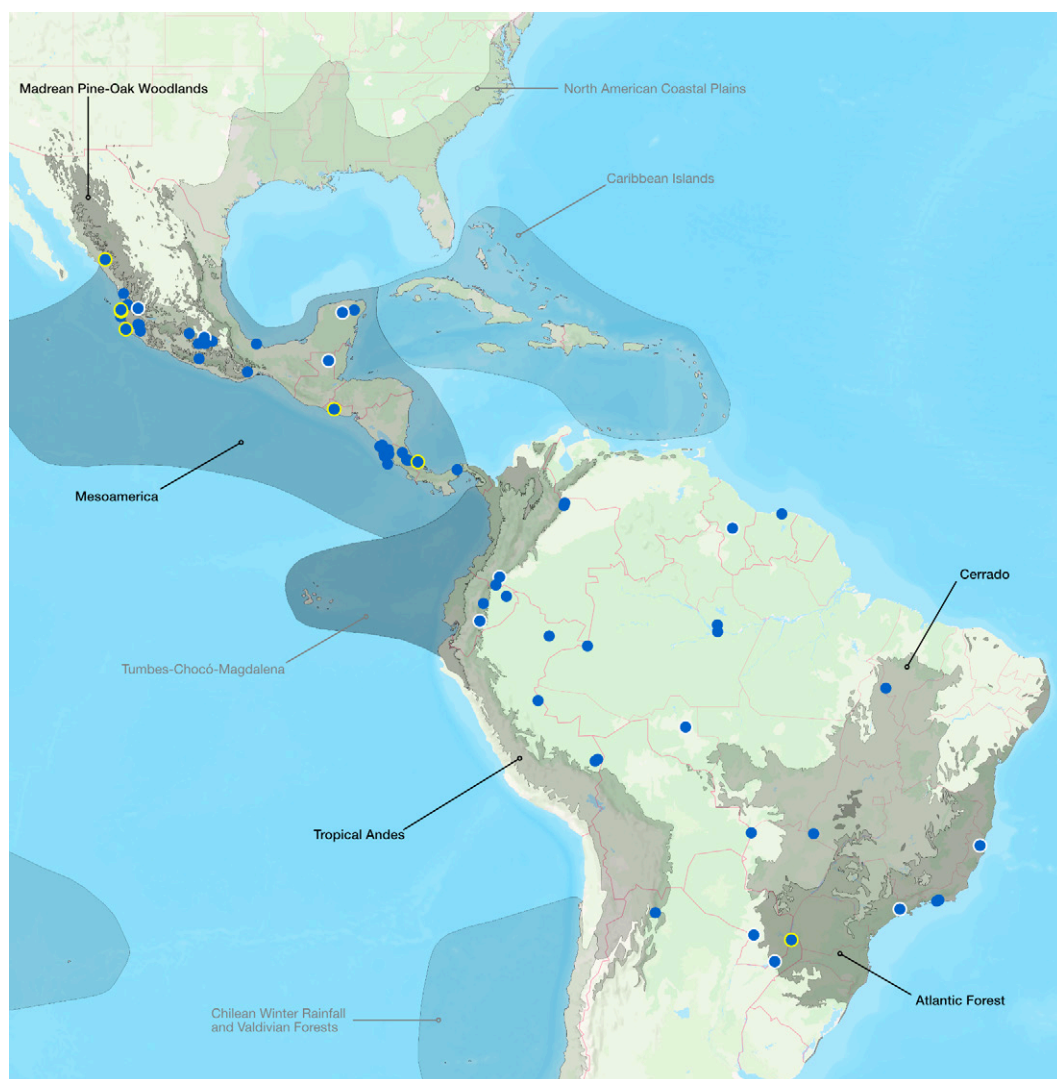 Madrean Pine-Oak Woodlands
North American Coastal Plains
Caribbean Islands
Mesoamerica
Cerrado
Tumbes-Chocó-Magdalena
Tropical Andes
Atlantic Forest
Chilean Winter Rainfall
and Valdivian Forests